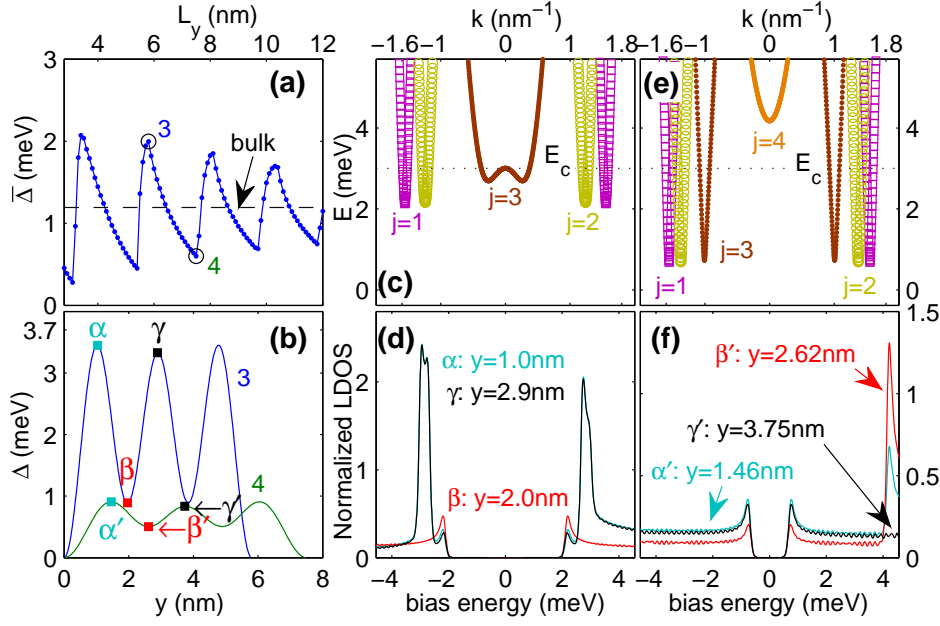 L_y (nm)
4 6 8 10 12
k (nm⁻¹)
−1.6 −1 0 1 1.8
k (nm⁻¹)
−1.6 −1 0 1 1.8
(a)
3
2
1
0
Δ̅ (meV)
3
bulk
4
(c)
E (meV)
4
2
0
E_c
j=1
j=3
j=2
(e)
4
2
0
j=4
E_c
j=3
j=1
j=2
(b)
3.7
3
2
1
0
Δ (meV)
α
γ
3
β
α′
←β′
←γ′
4
0 2 4 6 8
y (nm)
(d)
Normalized LDOS
2
1
0
α: y=1.0nm
γ: y=2.9nm
β: y=2.0nm
−4 −2 0 2 4
bias energy (meV)
(f)
1.5
1
0.5
0
β′: y=2.62nm
γ′: y=3.75nm
α′: y=1.46nm
−4 −2 0 2 4
bias energy (meV)